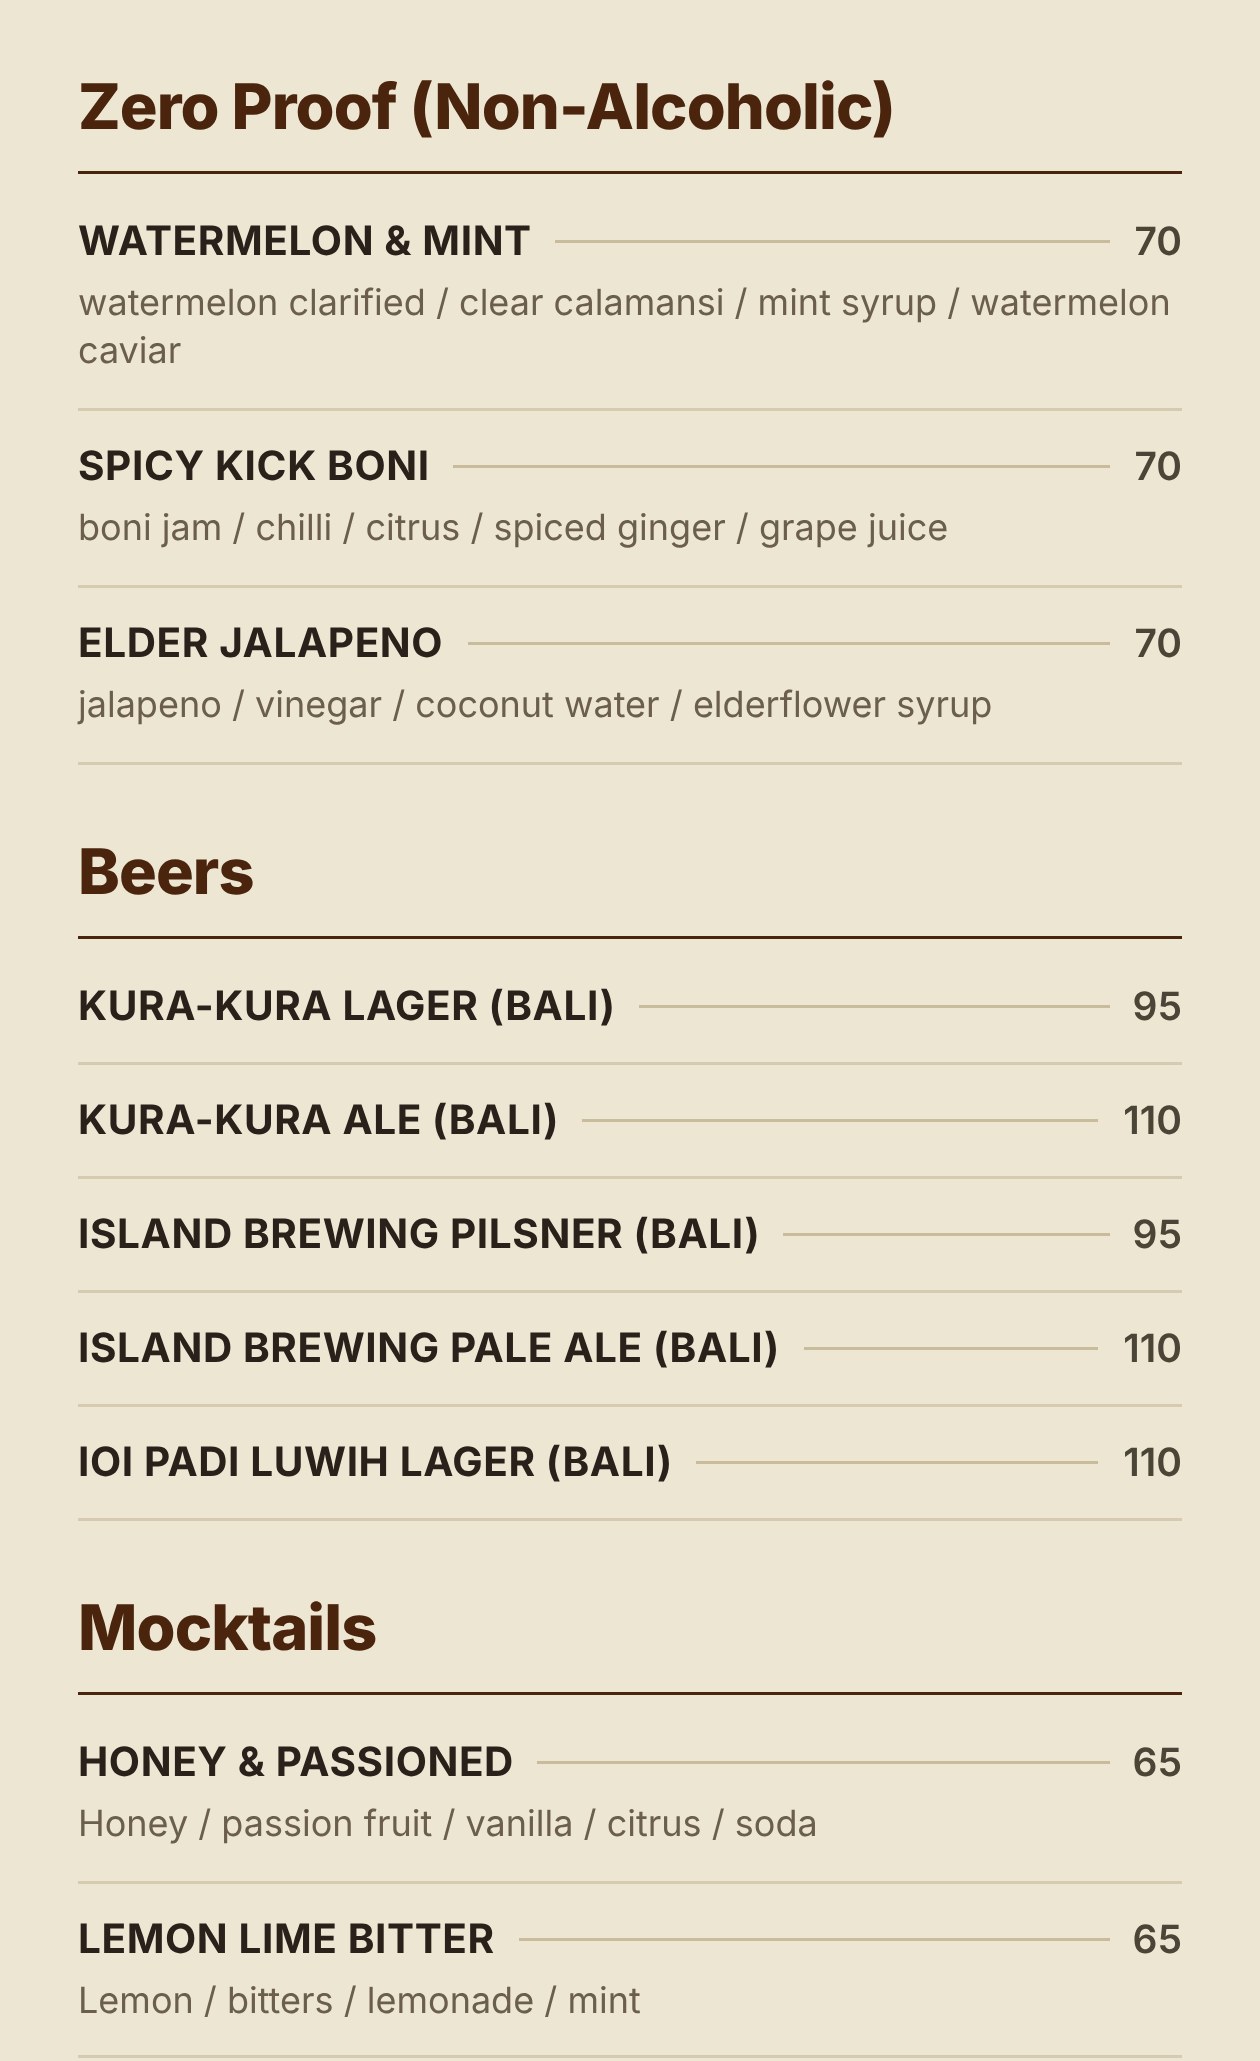 Zero Proof (Non-Alcoholic)
WATERMELON & MINT 70
watermelon clarified / clear calamansi / mint syrup / watermelon
caviar
SPICY KICK BONI 70
boni jam / chilli / citrus / spiced ginger / grape juice
ELDER JALAPENO 70
jalapeno / vinegar / coconut water / elderflower syrup
Beers
KURA-KURA LAGER (BALI) 95
KURA-KURA ALE (BALI) 110
ISLAND BREWING PILSNER (BALI) 95
ISLAND BREWING PALE ALE (BALI) 110
IOI PADI LUWIH LAGER (BALI) 110
Mocktails
HONEY & PASSIONED 65
Honey / passion fruit / vanilla / citrus / soda
LEMON LIME BITTER 65
Lemon / bitters / lemonade / mint